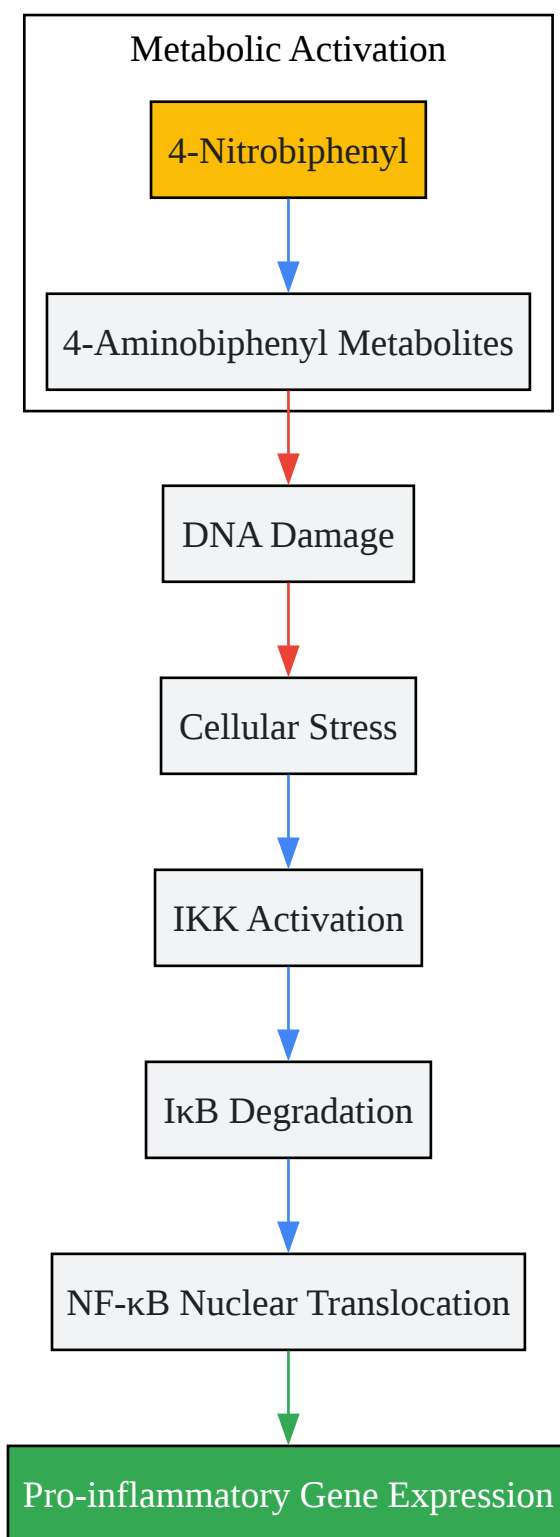 Metabolic Activation
4-Nitrobiphenyl
4-Aminobiphenyl Metabolites
DNA Damage
Cellular Stress
IKK Activation
IκB Degradation
NF-κB Nuclear Translocation
Pro-inflammatory Gene Expression